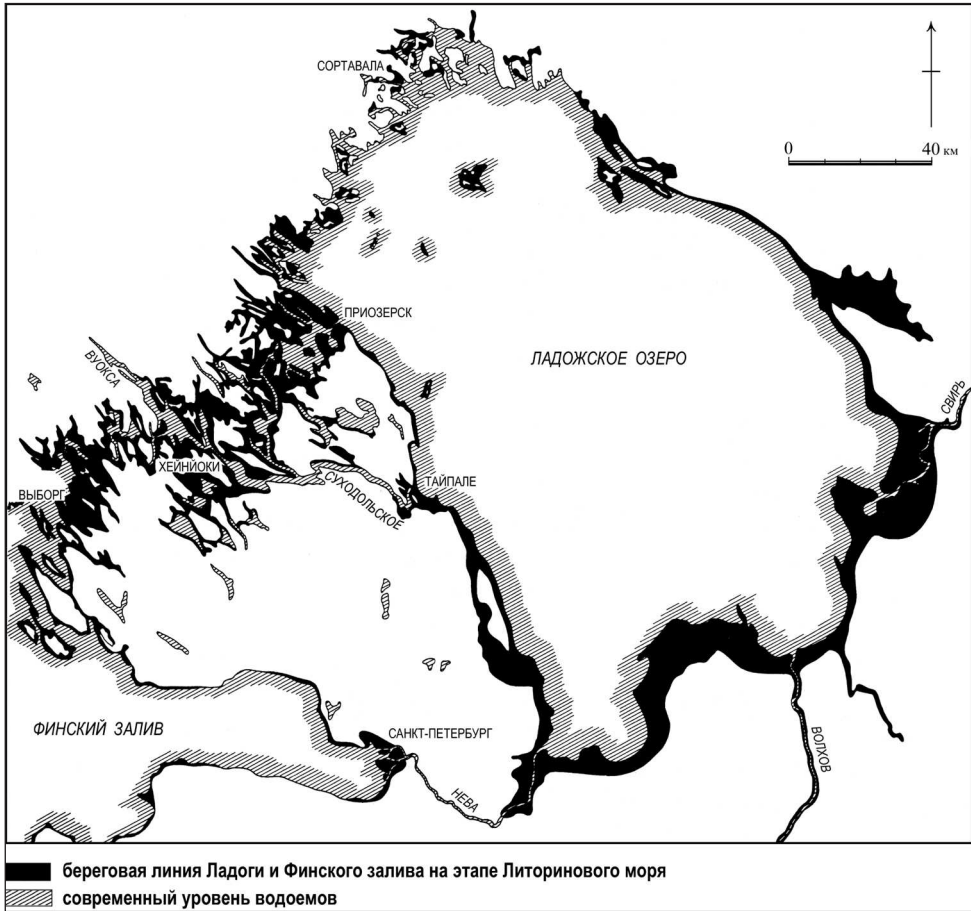 СОРТАВАЛА
0 40 км
ПРИОЗЕРСК
ВУОКСА
ЛАДОЖСКОЕ ОЗЕРО
СВИРЬ
ХЕЙНЙОКИ
ВЫБОРГ
СУХОДОЛЬСКОЕ
ТАЙПАЛЕ
ФИНСКИЙ ЗАЛИВ
САНКТ-ПЕТЕРБУРГ
НЕВА
ВОЛХОВ
береговая линия Ладоги и Финского залива на этапе Литоринового моря
современный уровень водоемов